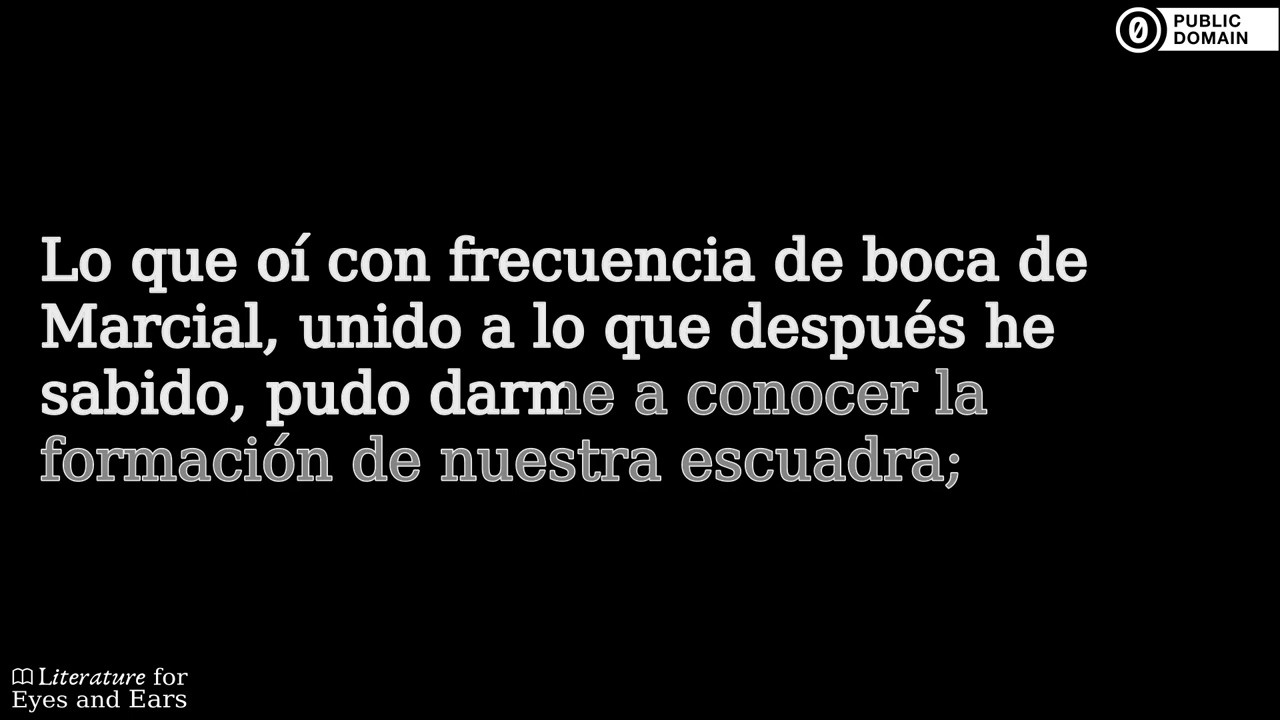 PUBLIC
DOMAIN
Lo que oí con frecuencia de boca de
Marcial, unido a lo que después he
sabido, pudo darme a conocer la
formación de nuestra escuadra;
Literature for
Eyes and Ears